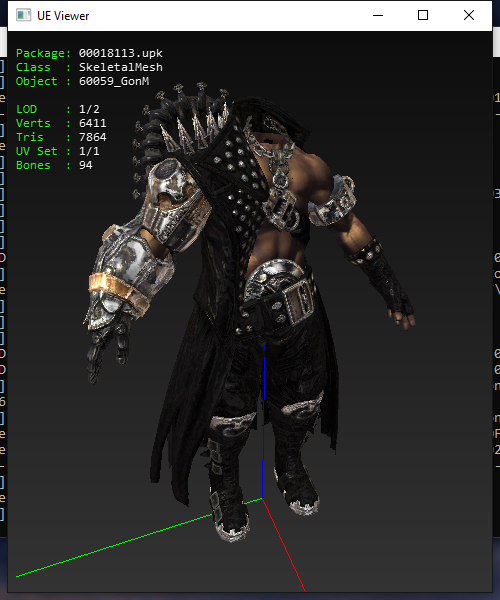 UE Viewer
Package: 00018113.upk
Class : SkeletalMesh
Object : 60059_GonM
LOD : 1/2
Verts : 6411
Tris : 7864
UV Set : 1/1
Bones : 94